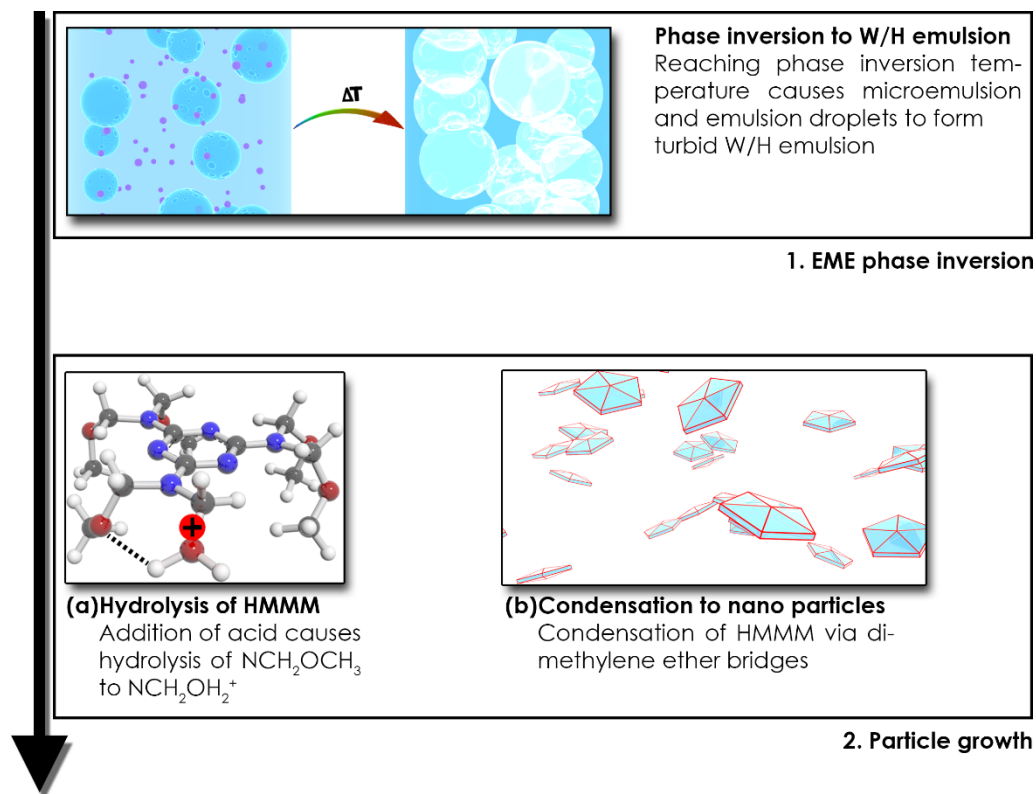 ΔT
Phase inversion to W/H emulsion
Reaching phase inversion tem-
perature causes microemulsion
and emulsion droplets to form
turbid W/H emulsion
1. EME phase inversion
+
(a)Hydrolysis of HMMM
Addition of acid causes
hydrolysis of NCH₂OCH₃
to NCH₂OH₂⁺
(b)Condensation to nano particles
Condensation of HMMM via di-
methylene ether bridges
2. Particle growth